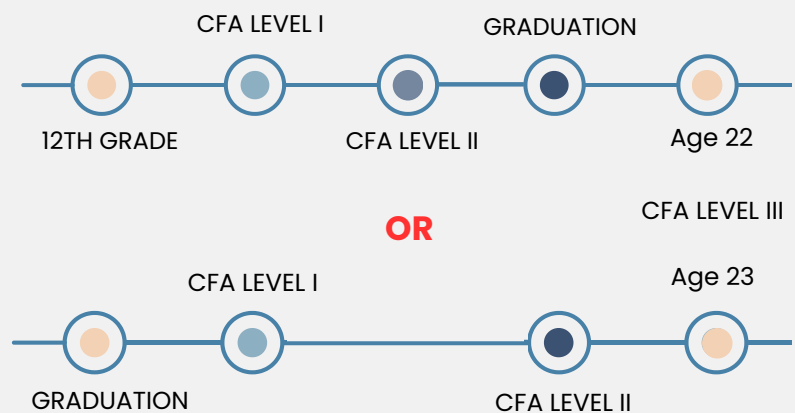 CFA LEVEL I
GRADUATION
12TH GRADE
CFA LEVEL II
Age 22
CFA LEVEL III
OR
CFA LEVEL I
Age 23
GRADUATION
CFA LEVEL II